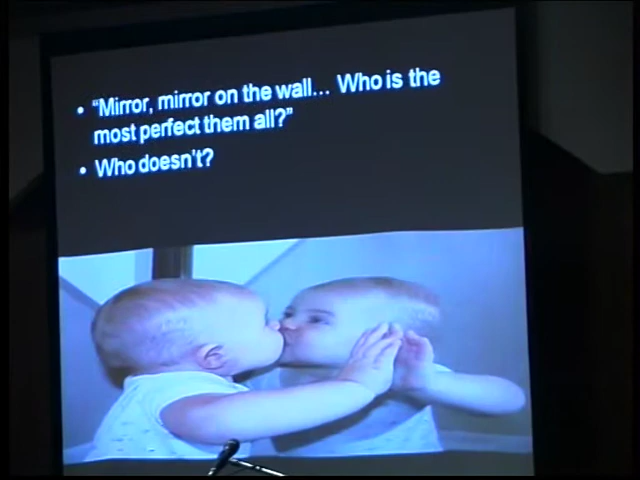 • “Mirror, mirror on the wall... Who is the
most perfect them all?”
• Who doesn't?